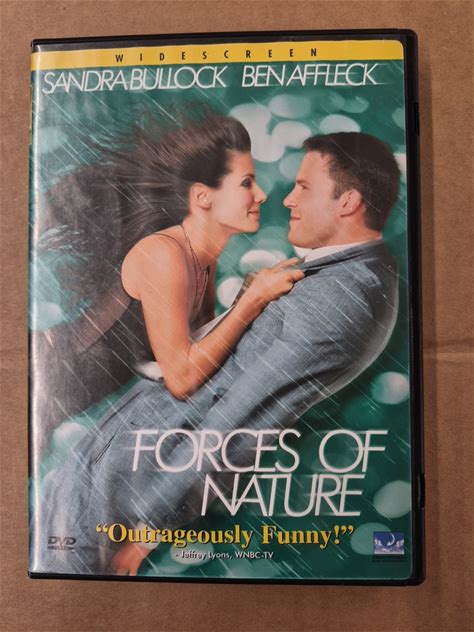 WIDESCREEN
SANDRA BULLOCK BEN AFFLECK
FORCES OF
NATURE
"Outrageously Funny!"
- Jeffrey Lyons, WNBC-TV
DVD